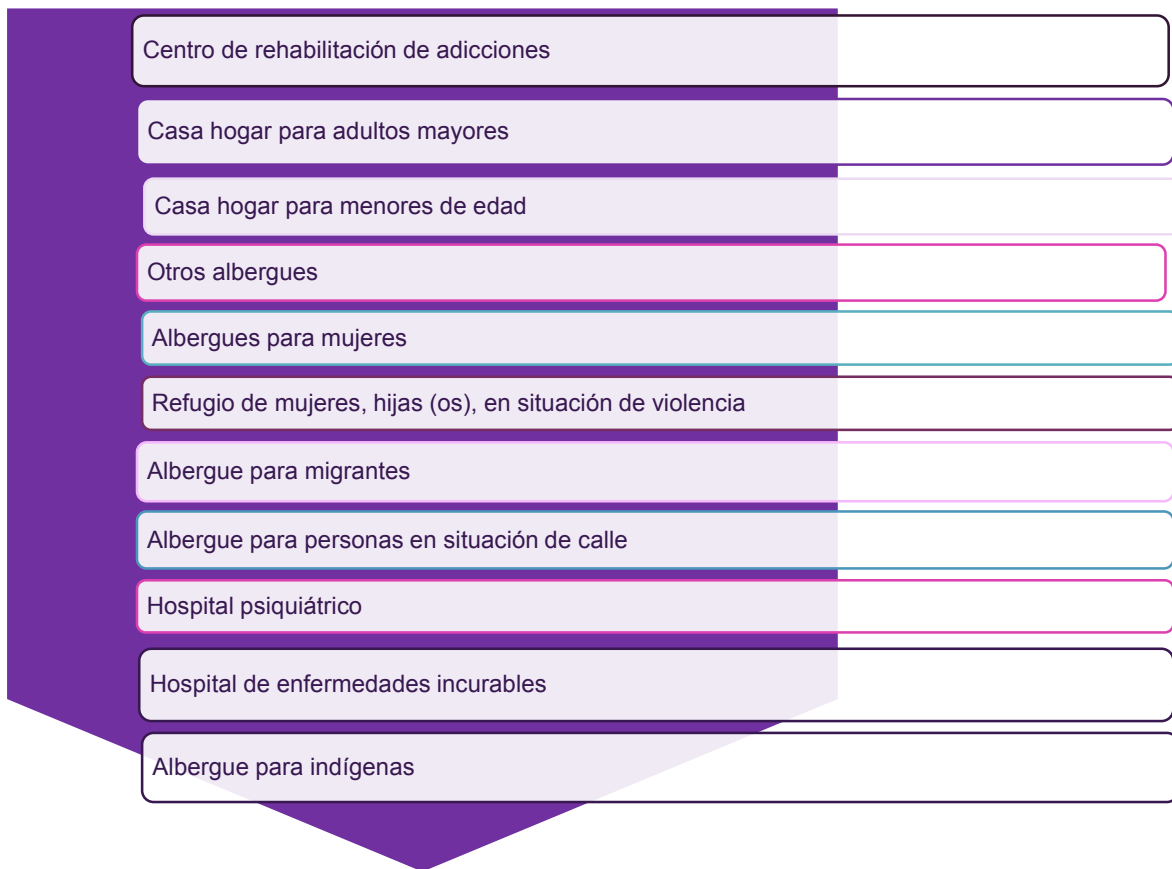 Centro de rehabilitación de adicciones
Casa hogar para adultos mayores
Casa hogar para menores de edad
Otros albergues
Albergues para mujeres
Refugio de mujeres, hijas (os), en situación de violencia
Albergue para migrantes
Albergue para personas en situación de calle
Hospital psiquiátrico
Hospital de enfermedades incurables
Albergue para indígenas